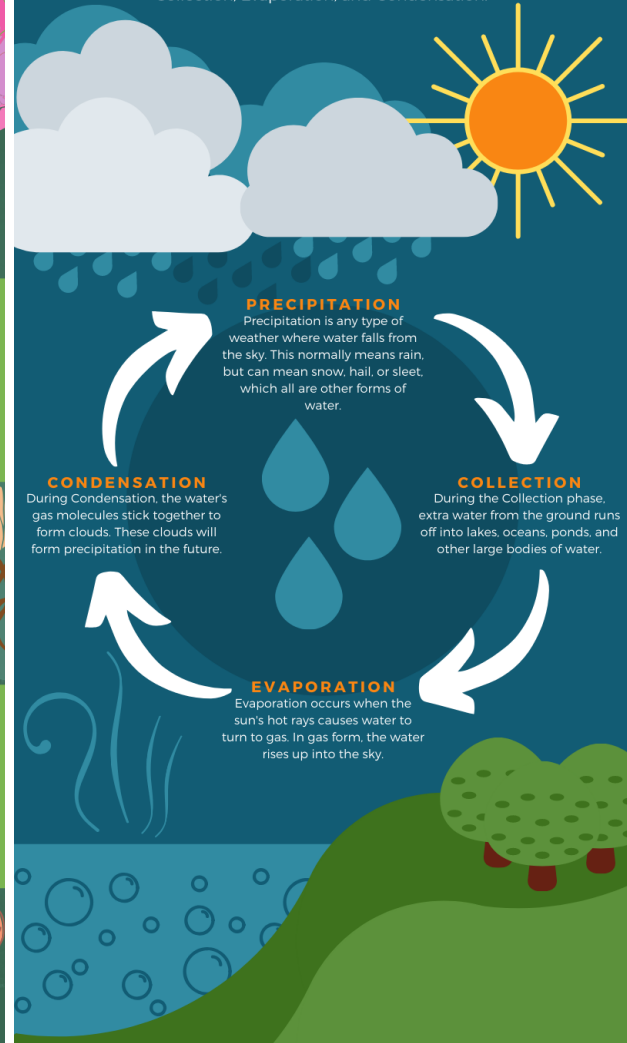 Collection, Evaporation, and Condensation.
PRECIPITATION
Precipitation is any type of
weather where water falls from
the sky. This normally means rain,
but can mean snow, hail, or sleet,
which all are other forms of
water.
CONDENSATION
During Condensation, the water's
gas molecules stick together to
form clouds. These clouds will
form precipitation in the future.
COLLECTION
During the Collection phase,
extra water from the ground runs
off into lakes, oceans, ponds, and
other large bodies of water.
EVAPORATION
Evaporation occurs when the
sun's hot rays causes water to
turn to gas. In gas form, the water
rises up into the sky.